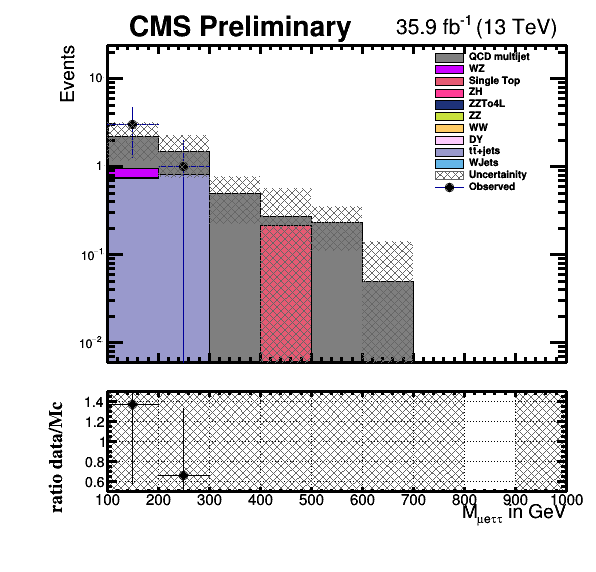 CMS Preliminary 35.9 fb⁻¹ (13 TeV)
Events
QCD multijet
WZ
Single Top
ZH
ZZTo4L
ZZ
WW
DY
tt̄+jets
WJets
Uncertainity
Observed
10
1
10⁻¹
10⁻²
ratio data/Mc
1.4
1.2
1
0.8
0.6
100 200 300 400 500 600 700 800 900 1000
M_μeττ in GeV